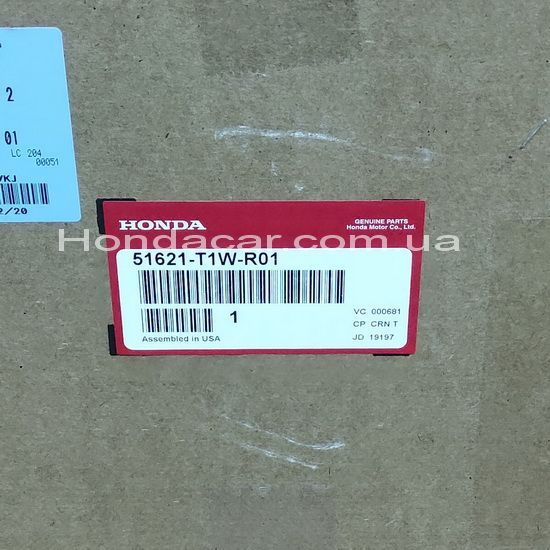 2
01
LC 204
00051
VKJ
2/20
HONDA
GENUINE PARTS
Honda Motor Co., Ltd.
Hondacar.com.ua
51621-T1W-R01
1
VC 000681
CP CRN T
JD 19197
Assembled in USA